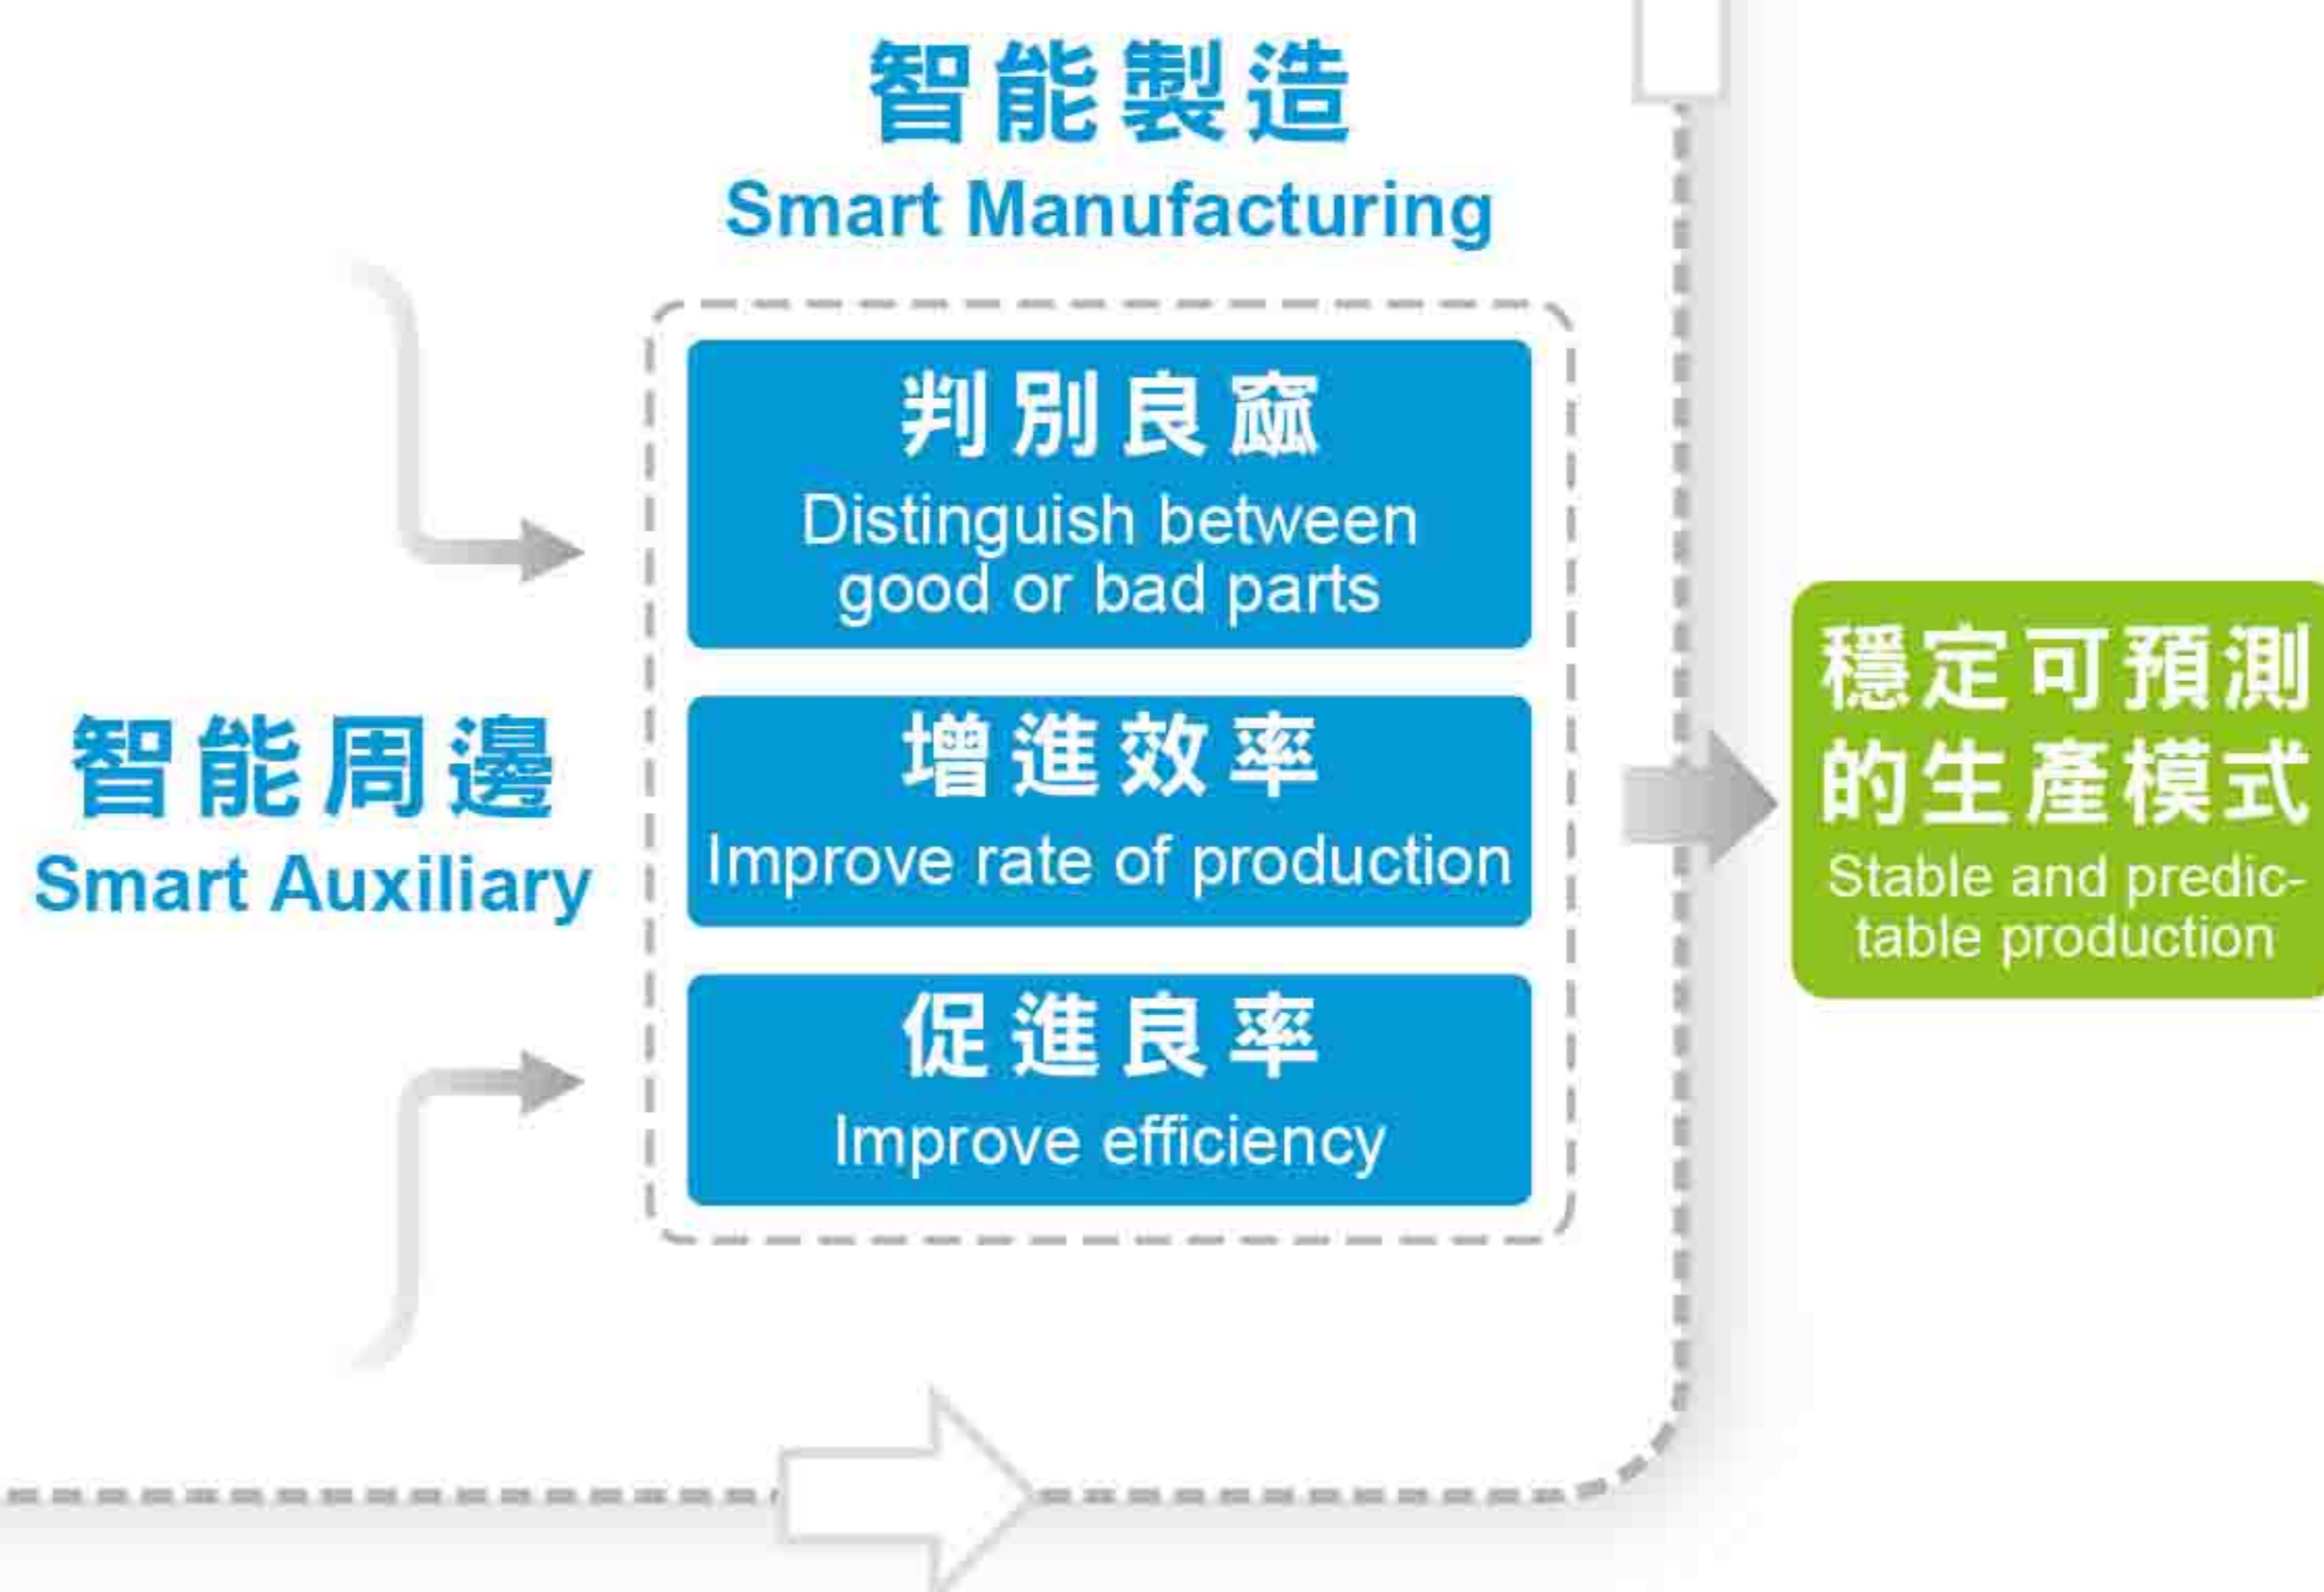 智能製造
Smart Manufacturing
判別良窳
Distinguish between
good or bad parts
智能周邊
Smart Auxiliary
增進效率
Improve rate of production
促進良率
Improve efficiency
穩定可預測
的生產模式
Stable and predic-
table production